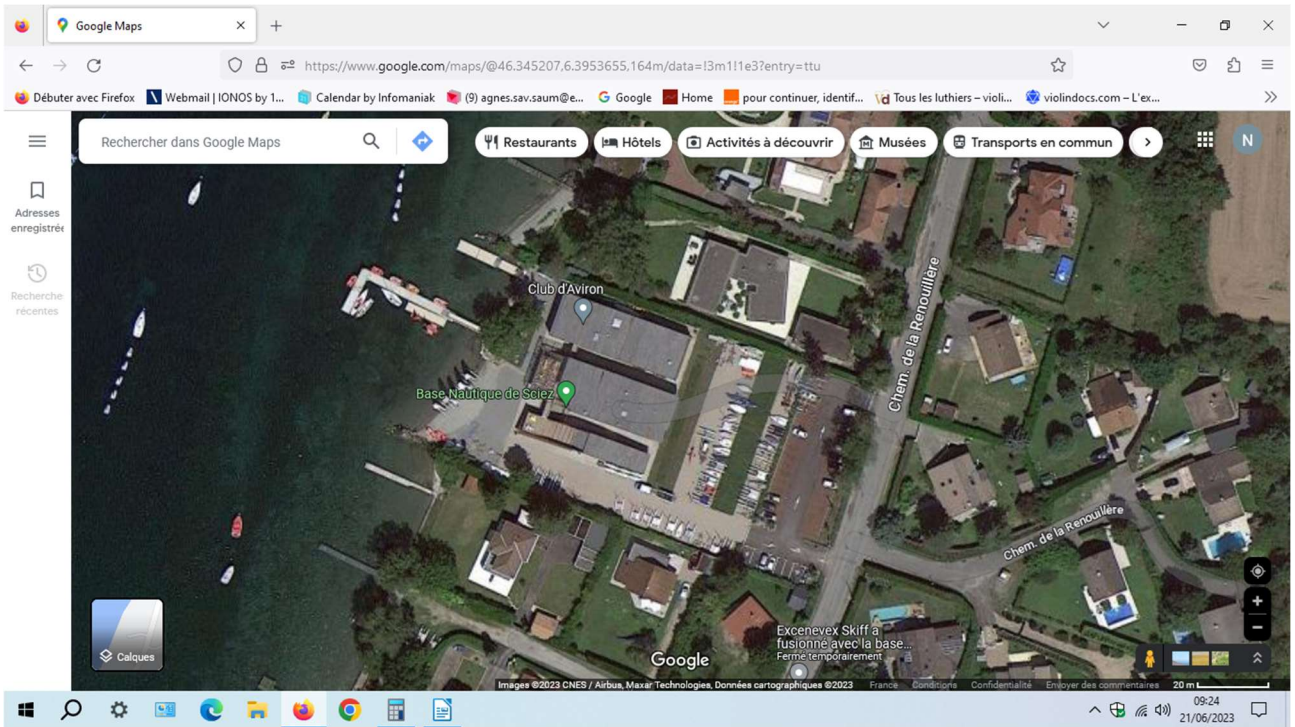 Google Maps
https://www.google.com/maps/@46.345207,6.3953655,164m/data=!3m1!1e3?entry=ttu
Débuter avec Firefox
Webmail | IONOS by 1...
Calendar by Infomaniak
(9) agnes.sav.saum@e...
Google
Home
pour continuer, identif...
Tous les luthiers – violi...
violindocs.com – L'ex...
Rechercher dans Google Maps
Restaurants
Hôtels
Activités à découvrir
Musées
Transports en commun
N
Adresses
enregistrée
Recherche
récentes
Club d'Aviron
Base Nautique de Sciez
Chem. de la Renouillère
Chem. de la Renouillère
Excenevex Skiff a
fusionné avec la base...
Fermé temporairement
Calques
Google
Images ©2023 CNES / Airbus, Maxar Technologies, Données cartographiques ©2023
France
Conditions
Confidentialité
Envoyer des commentaires
20 m
09:24
21/06/2023